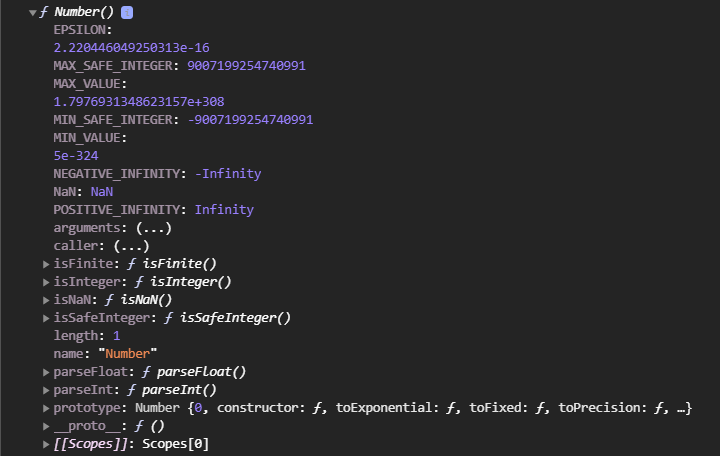 ▼ƒ Number() i
EPSILON:
2.220446049250313e-16
MAX_SAFE_INTEGER: 9007199254740991
MAX_VALUE:
1.7976931348623157e+308
MIN_SAFE_INTEGER: -9007199254740991
MIN_VALUE:
5e-324
NEGATIVE_INFINITY: -Infinity
NaN: NaN
POSITIVE_INFINITY: Infinity
arguments: (...)
caller: (...)
▶ isFinite: ƒ isFinite()
▶ isInteger: ƒ isInteger()
▶ isNaN: ƒ isNaN()
▶ isSafeInteger: ƒ isSafeInteger()
length: 1
name: "Number"
▶ parseFloat: ƒ parseFloat()
▶ parseInt: ƒ parseInt()
▶ prototype: Number {0, constructor: ƒ, toExponential: ƒ, toFixed: ƒ, toPrecision: ƒ, …}
▶ __proto__: ƒ ()
▶ [[Scopes]]: Scopes[0]